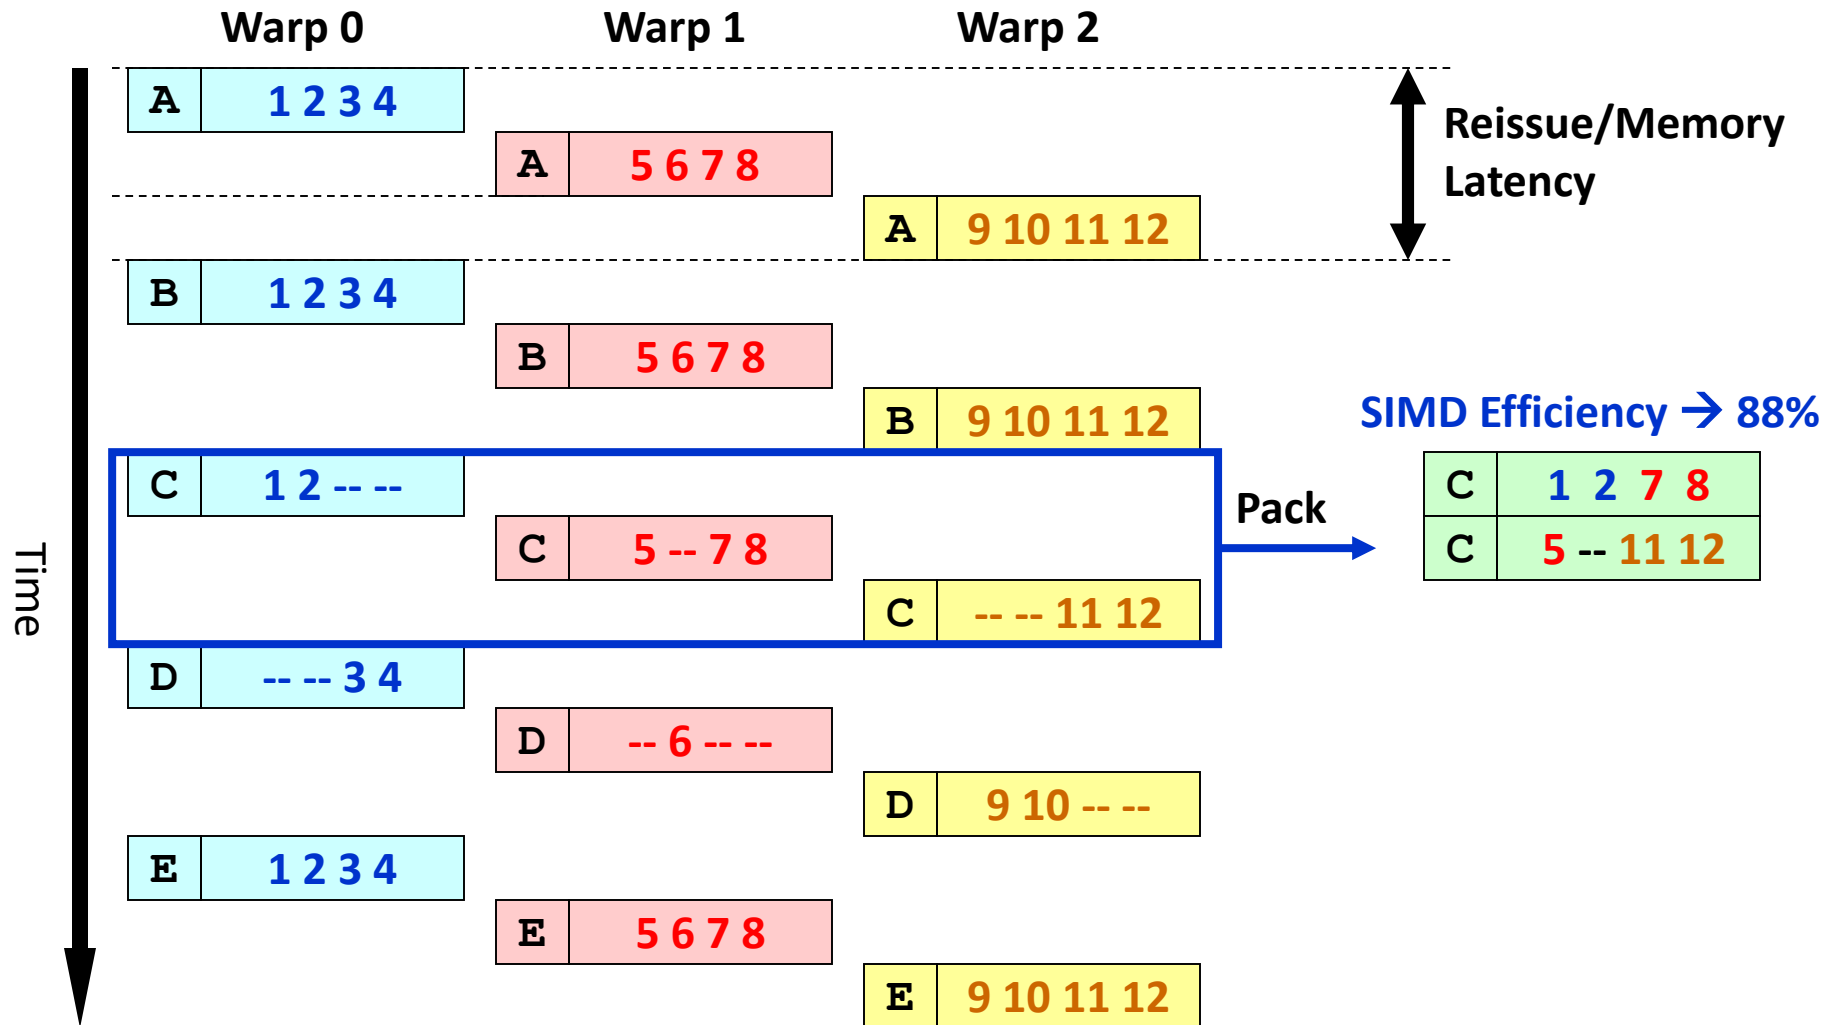 Warp 0 Warp 1 Warp 2
A 1 2 3 4
Reissue/Memory
Latency
A 5 6 7 8
A 9 10 11 12
B 1 2 3 4
B 5 6 7 8
B 9 10 11 12
SIMD Efficiency → 88%
C 1 2 -- --
C 1 2 7 8
Pack
C 5 -- 7 8
C 5 -- 11 12
Time
C -- -- 11 12
D -- -- 3 4
D -- 6 -- --
D 9 10 -- --
E 1 2 3 4
E 5 6 7 8
E 9 10 11 12